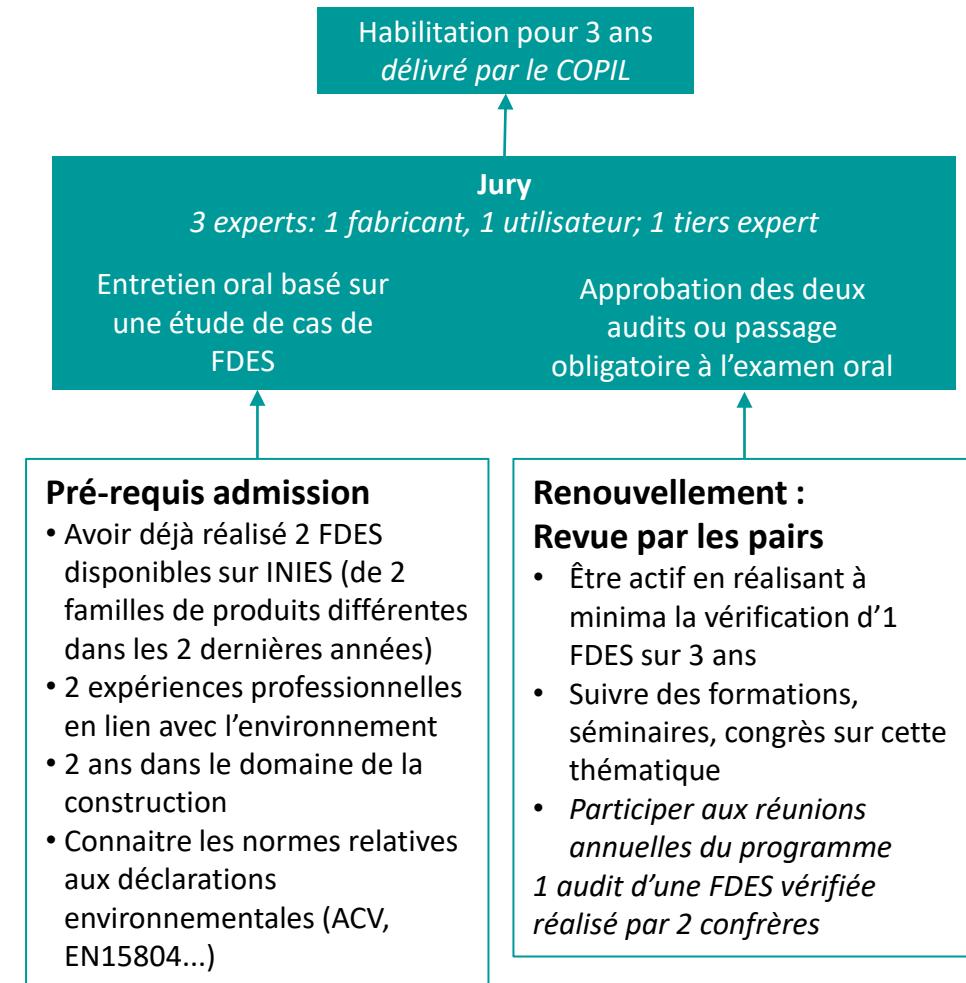 Habilitation pour 3 ans
délivré par le COPIL
Jury
3 experts: 1 fabricant, 1 utilisateur; 1 tiers expert
Entretien oral basé sur
une étude de cas de
FDES
Approbation des deux
audits ou passage
obligatoire à l’examen oral
Pré-requis admission
• Avoir déjà réalisé 2 FDES
disponibles sur INIES (de 2
familles de produits différentes
dans les 2 dernières années)
• 2 expériences professionnelles
en lien avec l’environnement
• 2 ans dans le domaine de la
construction
• Connaitre les normes relatives
aux déclarations
environnementales (ACV,
EN15804...)
Renouvellement :
Revue par les pairs
• Être actif en réalisant à
minima la vérification d’1
FDES sur 3 ans
• Suivre des formations,
séminaires, congrès sur cette
thématique
• Participer aux réunions
annuelles du programme
1 audit d’une FDES vérifiée
réalisé par 2 confrères